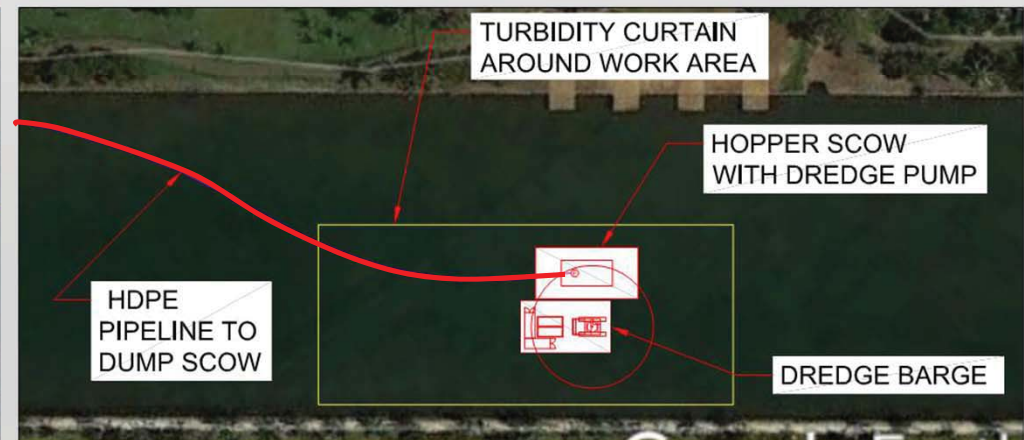 TURBIDITY CURTAIN
AROUND WORK AREA
HOPPER SCOW
WITH DREDGE PUMP
HDPE
PIPELINE TO
DUMP SCOW
DREDGE BARGE